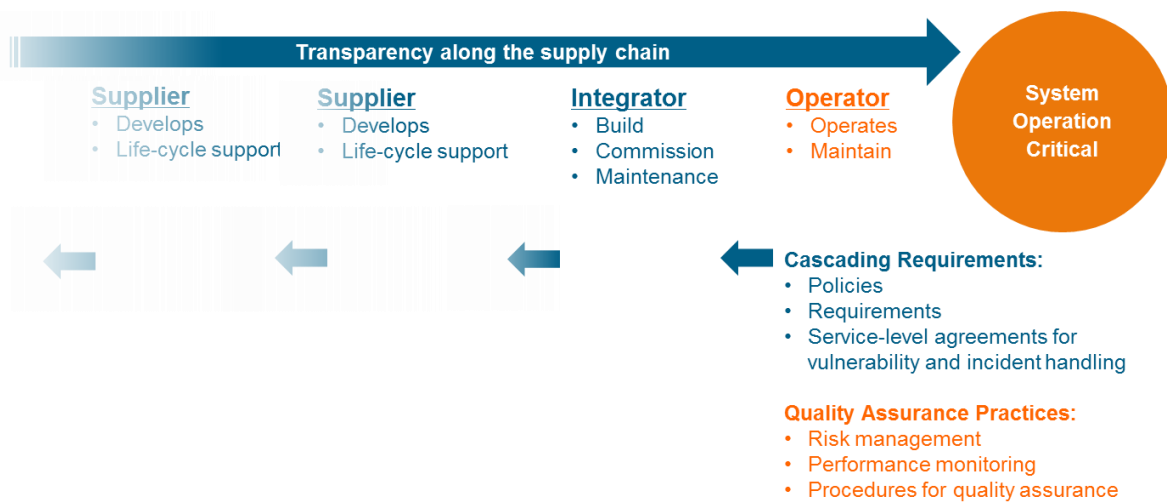 Transparency along the supply chain
System
Operation
Critical
Supplier
• Develops
• Life-cycle support
Supplier
• Develops
• Life-cycle support
Integrator
• Build
• Commission
• Maintenance
Operator
• Operates
• Maintain
Cascading Requirements:
• Policies
• Requirements
• Service-level agreements for
vulnerability and incident handling
Quality Assurance Practices:
• Risk management
• Performance monitoring
• Procedures for quality assurance